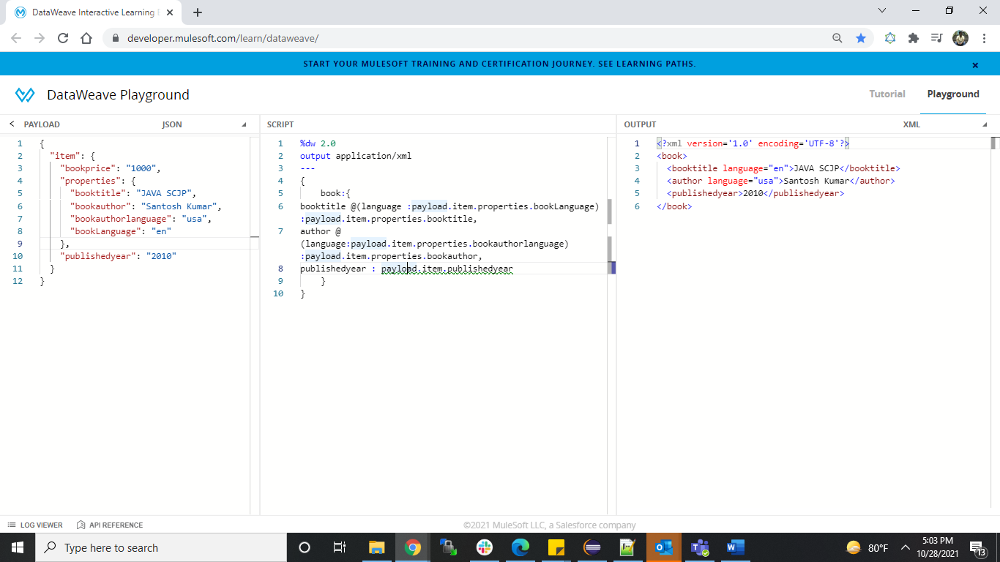 DataWeave Interactive Learning
developer.mulesoft.com/learn/dataweave/
START YOUR MULESOFT TRAINING AND CERTIFICATION JOURNEY. SEE LEARNING PATHS.
DataWeave Playground
Tutorial Playground
PAYLOAD JSON
1 {
2 "item": {
3 "bookprice": "1000",
4 "properties": {
5 "booktitle": "JAVA SCJP",
6 "bookauthor": "Santosh Kumar",
7 "bookauthorlanguage": "usa",
8 "bookLanguage": "en"
9 },
10 "publishedyear": "2010"
11 }
12 }
SCRIPT
1 %dw 2.0
2 output application/xml
3 ---
4 {
5 book:{
6 booktitle @(language :payload.item.properties.bookLanguage)
:payload.item.properties.booktitle,
7 author @
(language:payload.item.properties.bookauthorlanguage)
:payload.item.properties.bookauthor,
8 publishedyear : payload.item.publishedyear
9 }
10 }
OUTPUT XML
1 <?xml version='1.0' encoding='UTF-8'?>
2 <book>
3 <booktitle language="en">JAVA SCJP</booktitle>
4 <author language="usa">Santosh Kumar</author>
5 <publishedyear>2010</publishedyear>
6 </book>
LOG VIEWER API REFERENCE
©2021 MuleSoft LLC, a Salesforce company
Type here to search
80°F
5:03 PM
10/28/2021
13